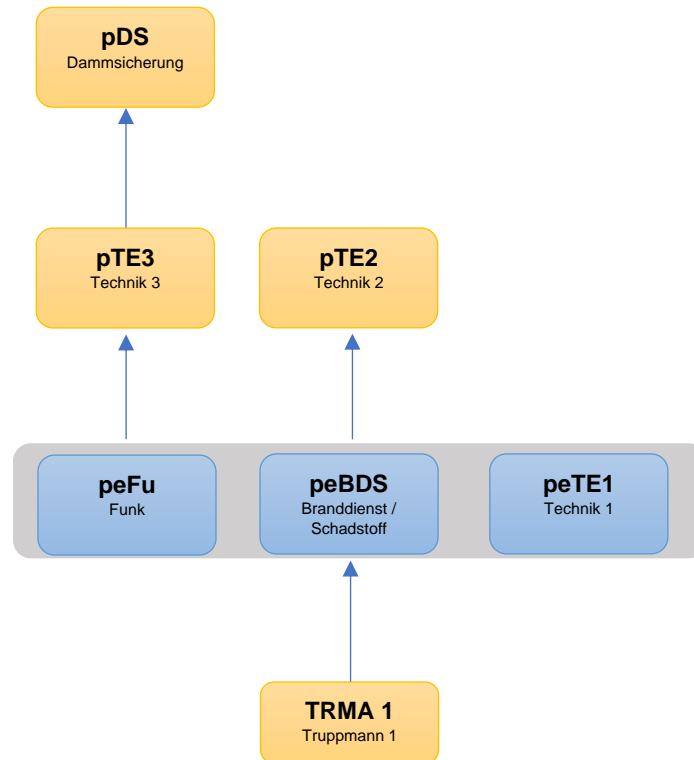 pDS
Dammsicherung
pTE3
Technik 3
pTE2
Technik 2
peFu
Funk
peBDS
Branddienst /
Schadstoff
peTE1
Technik 1
TRMA 1
Truppmann 1